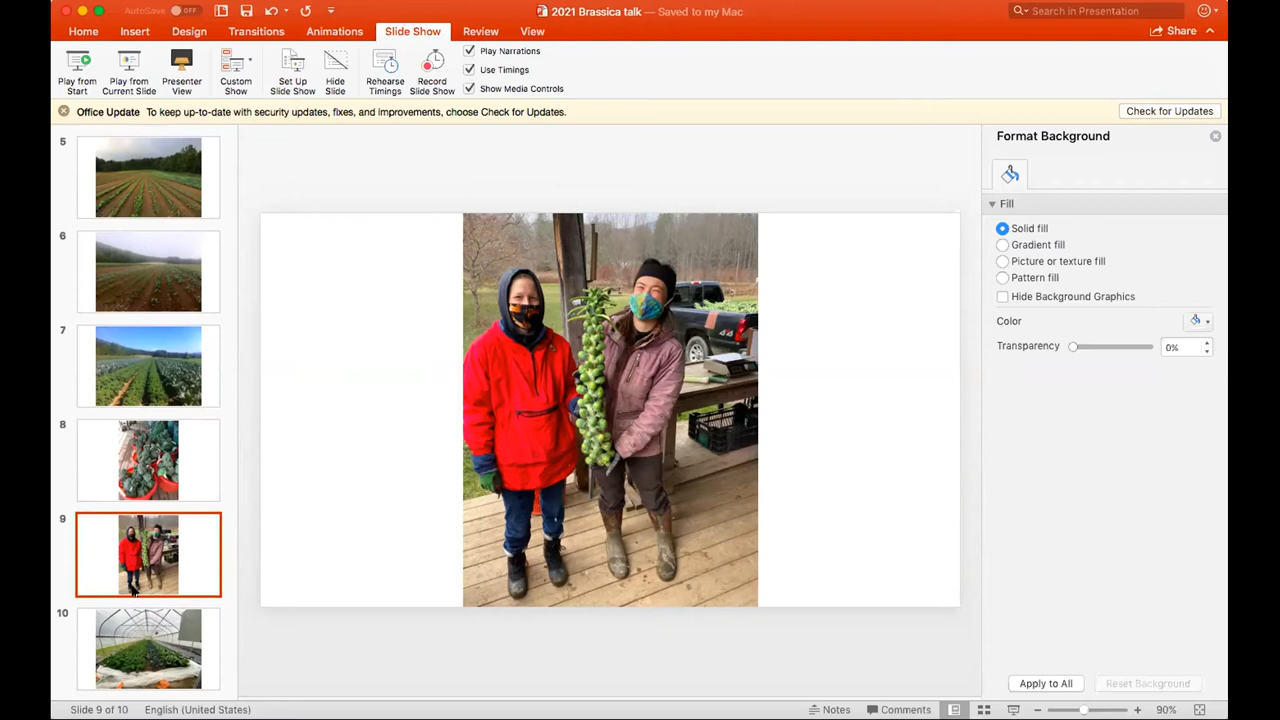 AutoSave OFF
2021 Brassica talk — Saved to my Mac
Search in Presentation
Home Insert Design Transitions Animations Slide Show Review View
Share
Play from Start
Play from Current Slide
Presenter View
Custom Show
Set Up Slide Show
Hide Slide
Rehearse Timings
Record Slide Show
Play Narrations
Use Timings
Show Media Controls
Office Update To keep up-to-date with security updates, fixes, and improvements, choose Check for Updates.
Check for Updates
5
6
7
8
9
10
Format Background
Fill
Solid fill
Gradient fill
Picture or texture fill
Pattern fill
Hide Background Graphics
Color
Transparency 0%
Apply to All
Reset Background
Slide 9 of 10 English (United States)
Notes Comments 90%